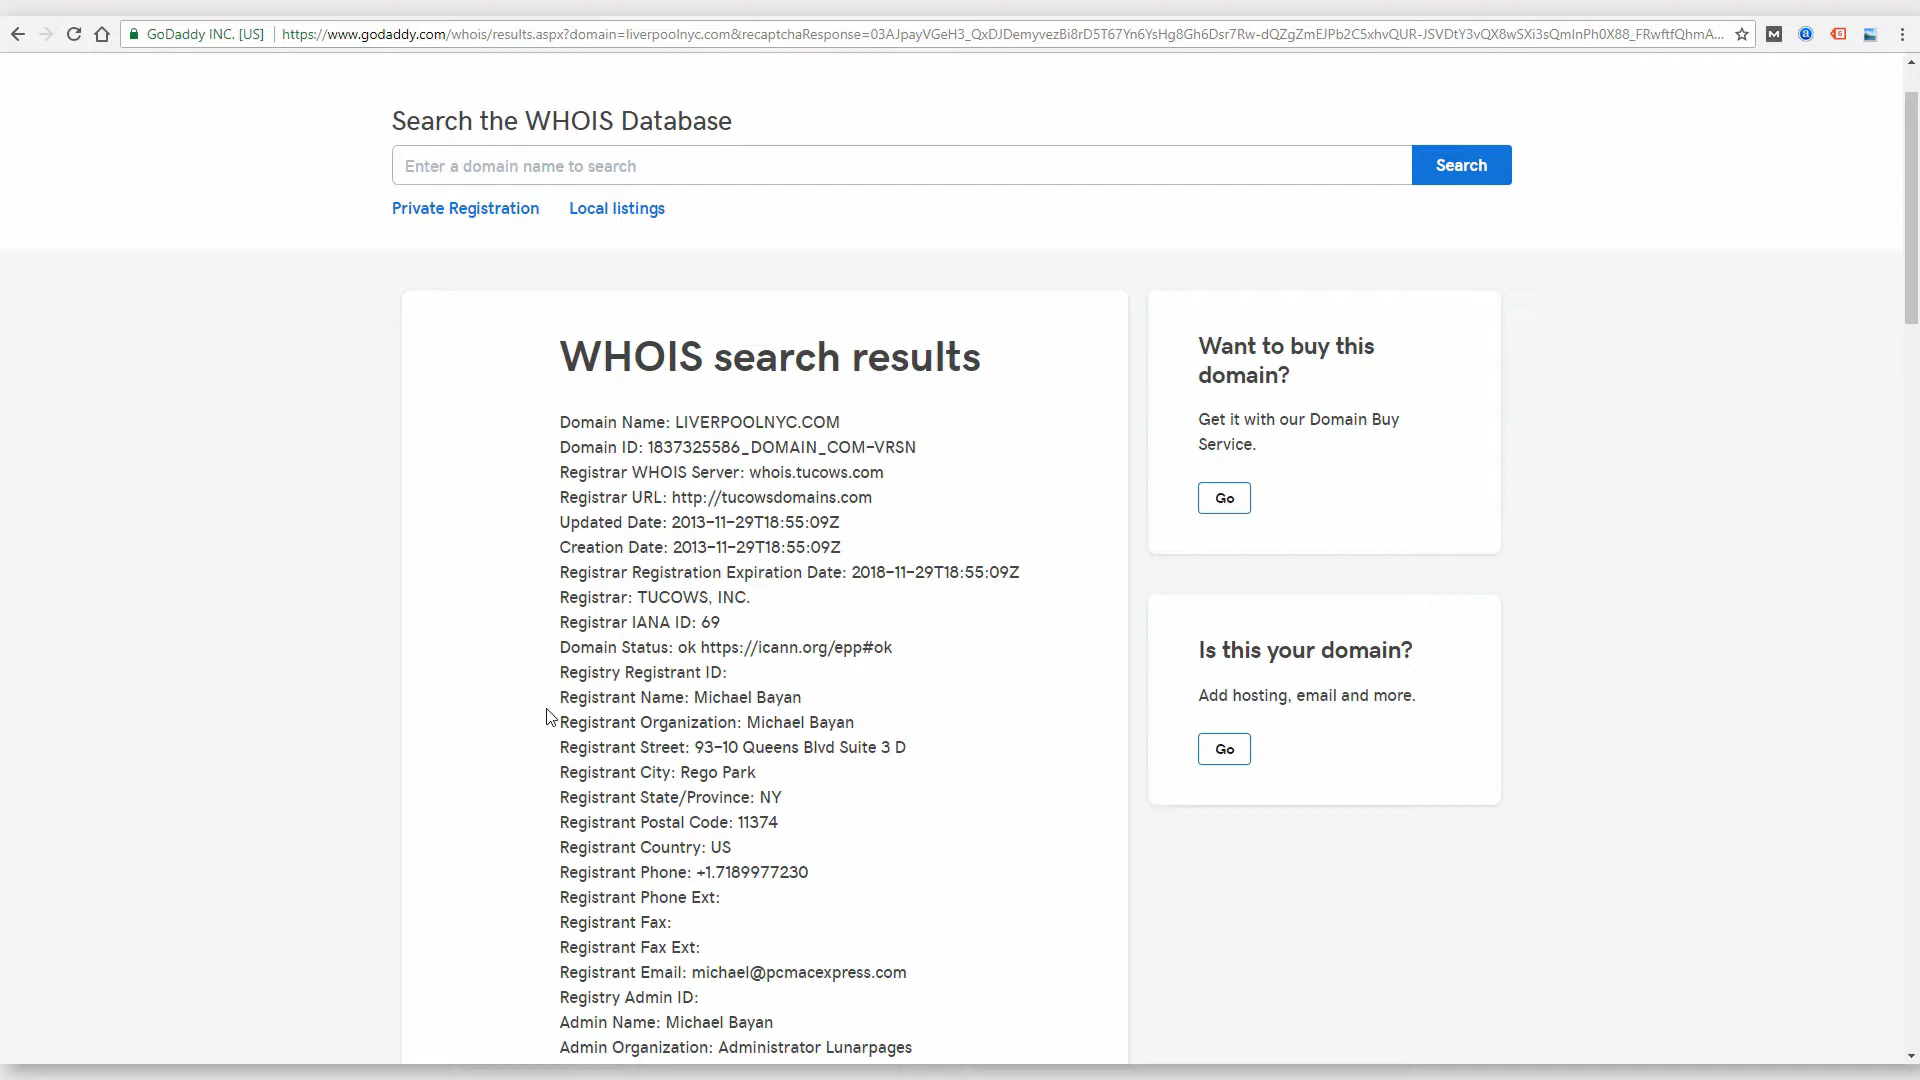 GoDaddy INC. [US]
https://www.godaddy.com/whois/results.aspx?domain=liverpoolnyc.com&recaptchaResponse=03AJpayVGeH3_QxDJDemyvezBi8rD5T67Yn6YsHg8Gh6Dsr7Rw-dQZgZmEJPb2C5xhvQUR-JSVDtY3vQX8wSXi3sQmInPh0X88_FRwftfQhmA...
Search the WHOIS Database
Enter a domain name to search
Search
Private Registration Local listings
WHOIS search results
Domain Name: LIVERPOOLNYC.COM
Domain ID: 1837325586_DOMAIN_COM-VRSN
Registrar WHOIS Server: whois.tucows.com
Registrar URL: http://tucowsdomains.com
Updated Date: 2013-11-29T18:55:09Z
Creation Date: 2013-11-29T18:55:09Z
Registrar Registration Expiration Date: 2018-11-29T18:55:09Z
Registrar: TUCOWS, INC.
Registrar IANA ID: 69
Domain Status: ok https://icann.org/epp#ok
Registry Registrant ID:
Registrant Name: Michael Bayan
Registrant Organization: Michael Bayan
Registrant Street: 93-10 Queens Blvd Suite 3 D
Registrant City: Rego Park
Registrant State/Province: NY
Registrant Postal Code: 11374
Registrant Country: US
Registrant Phone: +1.7189977230
Registrant Phone Ext:
Registrant Fax:
Registrant Fax Ext:
Registrant Email: michael@pcmacexpress.com
Registry Admin ID:
Admin Name: Michael Bayan
Admin Organization: Administrator Lunarpages
Want to buy this
domain?
Get it with our Domain Buy
Service.
Go
Is this your domain?
Add hosting, email and more.
Go